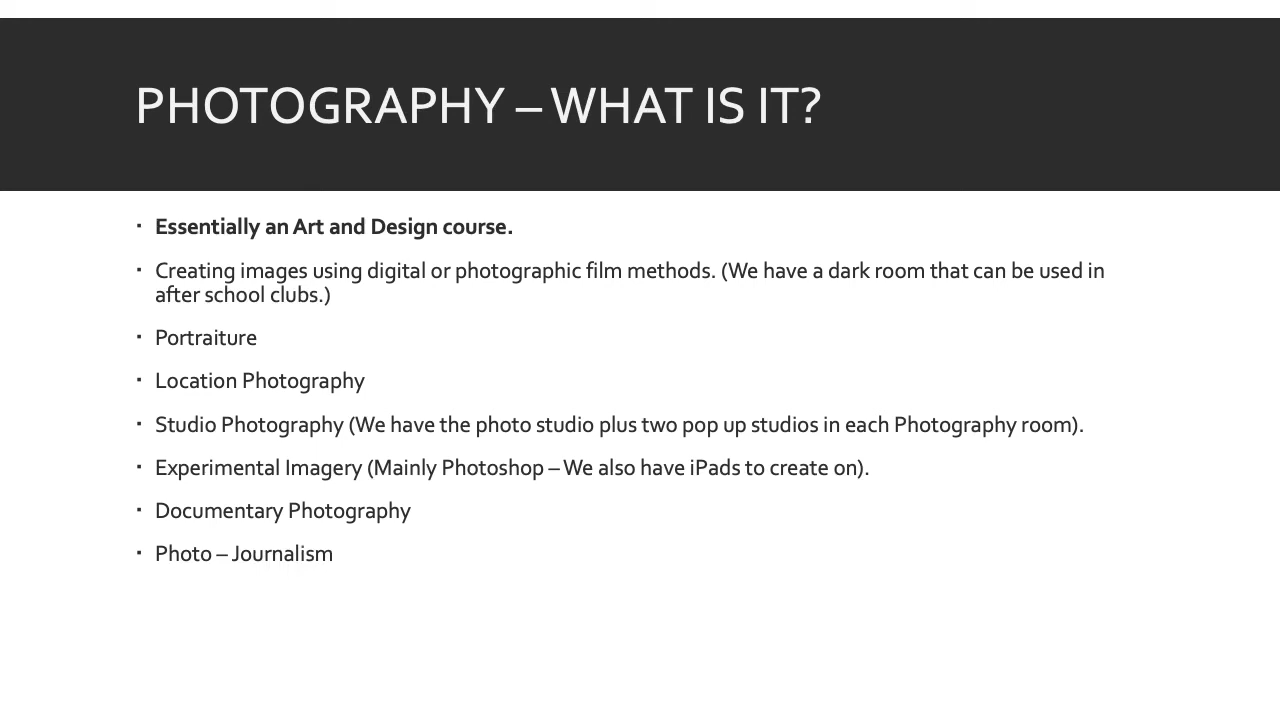 PHOTOGRAPHY – WHAT IS IT?
▪ Essentially an Art and Design course.
▪ Creating images using digital or photographic film methods. (We have a dark room that can be used in
after school clubs.)
▪ Portraiture
▪ Location Photography
▪ Studio Photography (We have the photo studio plus two pop up studios in each Photography room).
▪ Experimental Imagery (Mainly Photoshop – We also have iPads to create on).
▪ Documentary Photography
▪ Photo – Journalism